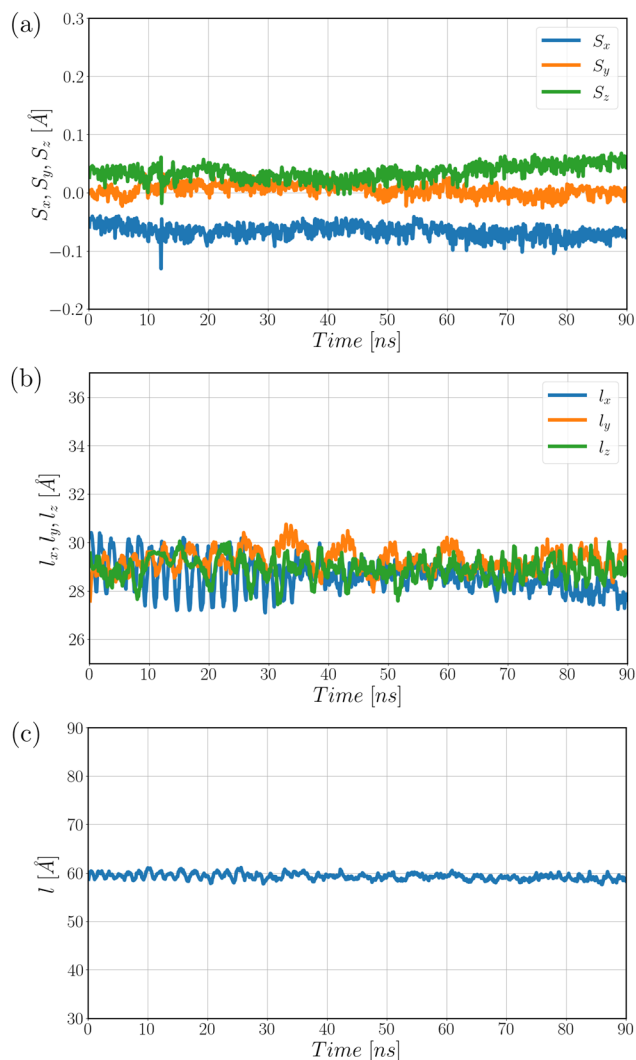 (a)
S_x, S_y, S_z [Å]
0.3
0.2
0.1
0.0
−0.1
−0.2
S_x
S_y
S_z
0 10 20 30 40 50 60 70 80 90
Time [ns]
(b)
l_x, l_y, l_z [Å]
36
34
32
30
28
26
l_x
l_y
l_z
0 10 20 30 40 50 60 70 80 90
Time [ns]
(c)
l [Å]
90
80
70
60
50
40
30
0 10 20 30 40 50 60 70 80 90
Time [ns]